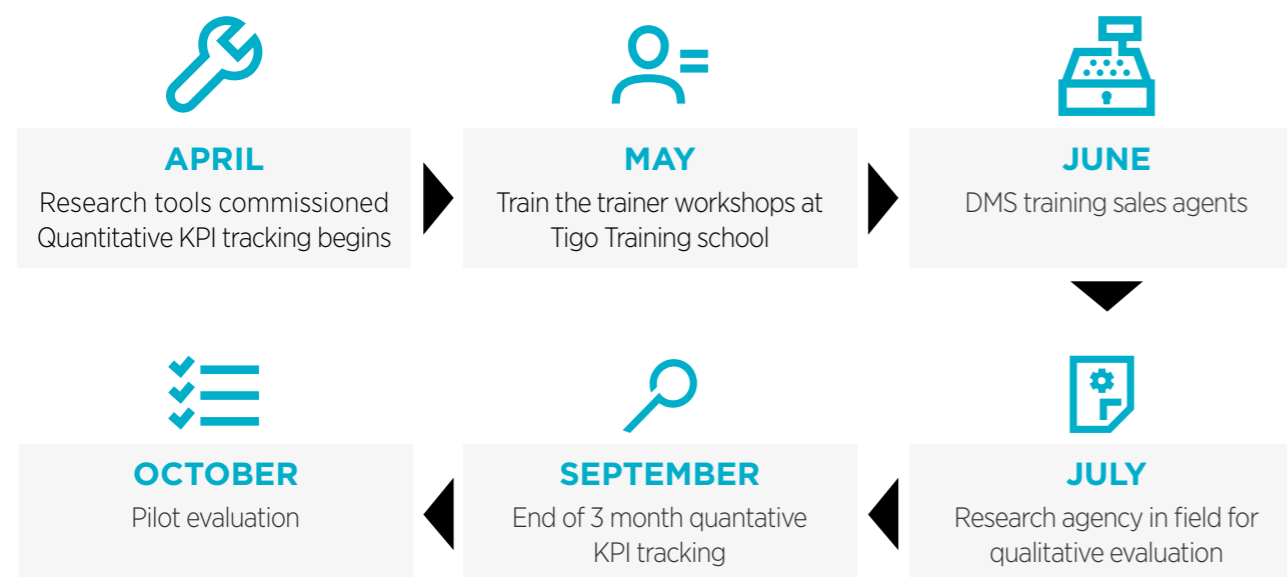 APRIL
Research tools commissioned
Quantitative KPI tracking begins
MAY
Train the trainer workshops at
Tigo Training school
JUNE
DMS training sales agents
JULY
Research agency in field for
qualitative evaluation
SEPTEMBER
End of 3 month quantative
KPI tracking
OCTOBER
Pilot evaluation